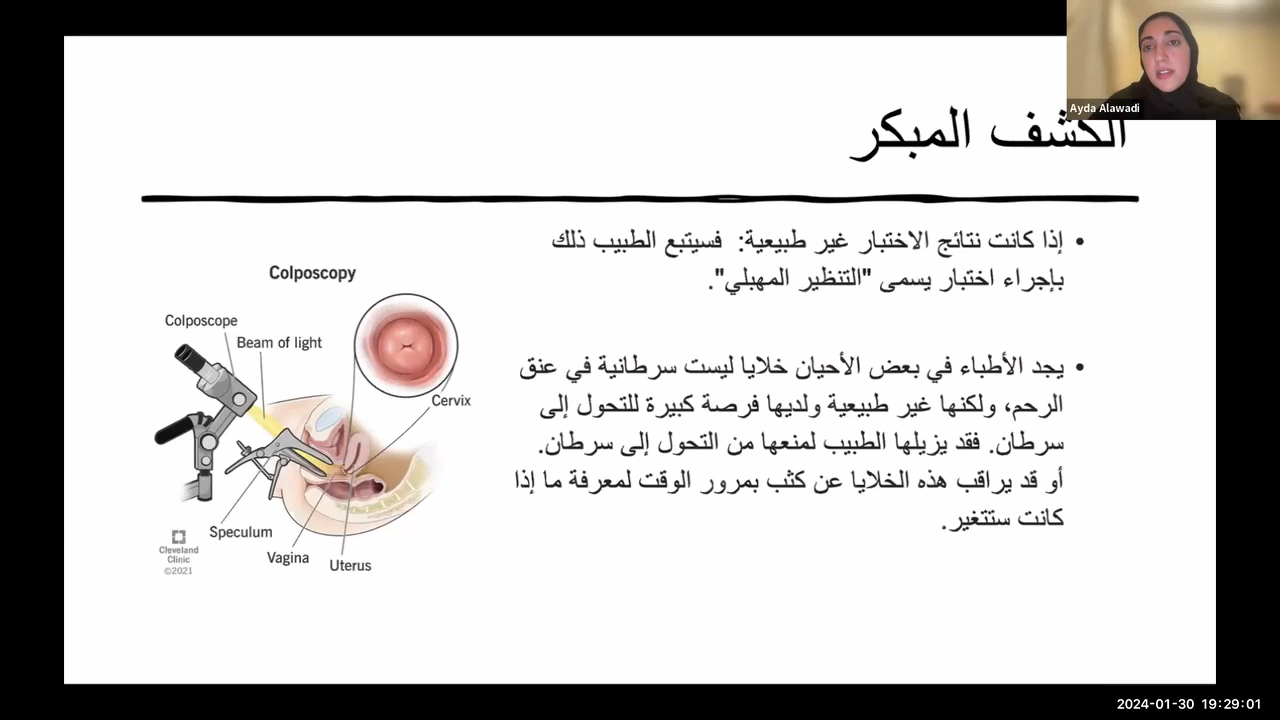 Ayda Alawadi
الكشف المبكر
• إذا كانت نتائج الاختبار غير طبيعية: فسيتبع الطبيب ذلك
بإجراء اختبار يسمى "التنظير المهبلي".
• يجد الأطباء في بعض الأحيان خلايا ليست سرطانية في عنق
الرحم، ولكنها غير طبيعية ولديها فرصة كبيرة للتحول إلى
سرطان. فقد يزيلها الطبيب لمنعها من التحول إلى سرطان.
أو قد يراقب هذه الخلايا عن كثب بمرور الوقت لمعرفة ما إذا
كانت ستتغير.
Colposcopy
Colposcope
Beam of light
Cervix
Speculum
Vagina
Uterus
Cleveland
Clinic
©2021
2024-01-30 19:29:01